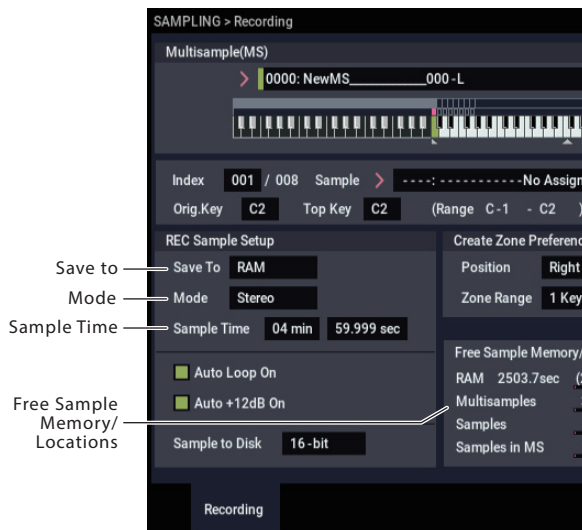 SAMPLING > Recording
Multisample(MS)
0000: NewMS____________000-L
Index 001 / 008 Sample ----: -----------No Assign
Orig.Key C2 Top Key C2 (Range C-1 - C2 )
REC Sample Setup
Save To RAM
Mode Stereo
Sample Time 04 min 59.999 sec
Auto Loop On
Auto +12dB On
Sample to Disk 16-bit
Create Zone Preferenc
Position Right
Zone Range 1 Key
Free Sample Memory/
RAM 2503.7sec
Multisamples
Samples
Samples in MS
Recording
Save to
Mode
Sample Time
Free Sample
Memory/
Locations